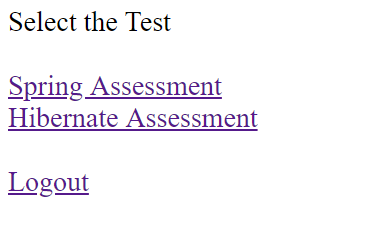 Select the Test
Spring Assessment
Hibernate Assessment
Logout